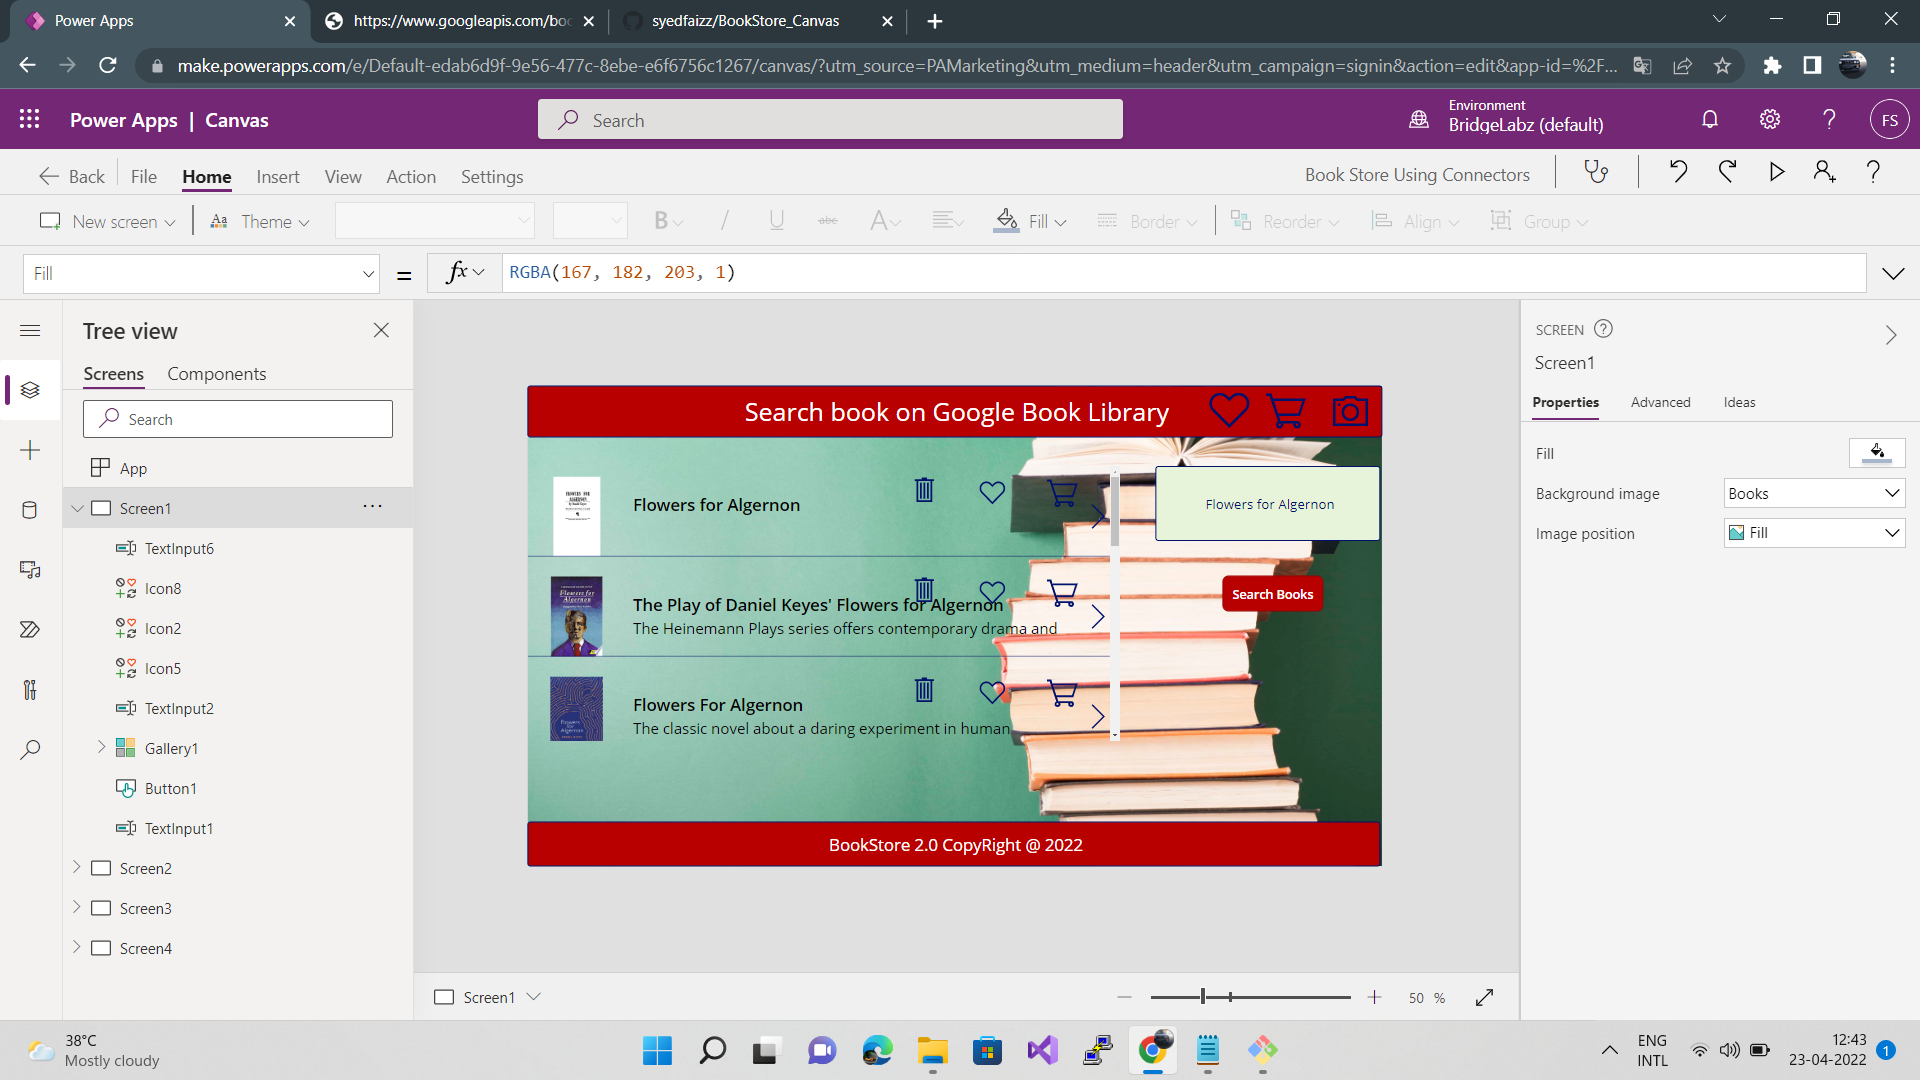 Power Apps
https://www.googleapis.com/boo
syedfaizz/BookStore_Canvas
make.powerapps.com/e/Default-edab6d9f-9e56-477c-8ebe-e6f6756c1267/canvas/?utm_source=PAMarketing&utm_medium=header&utm_campaign=signin&action=edit&app-id=%2F...
Power Apps | Canvas
Search
Environment
BridgeLabz (default)
FS
Back
File
Home
Insert
View
Action
Settings
Book Store Using Connectors
New screen
Theme
B
U
abc
A
Fill
Border
Reorder
Align
Group
Fill
=
fx
RGBA(167, 182, 203, 1)
Tree view
Screens
Components
Search
App
Screen1
TextInput6
Icon8
Icon2
Icon5
TextInput2
Gallery1
Button1
TextInput1
Screen2
Screen3
Screen4
Search book on Google Book Library
Flowers for Algernon
The Play of Daniel Keyes' Flowers for Algernon
The Heinemann Plays series offers contemporary drama and
Flowers For Algernon
The classic novel about a daring experiment in human
Flowers for Algernon
Search Books
BookStore 2.0 CopyRight @ 2022
Screen1
50 %
SCREEN
Screen1
Properties
Advanced
Ideas
Fill
Background image
Books
Image position
Fill
38°C
Mostly cloudy
ENG
INTL
12:43
23-04-2022
1